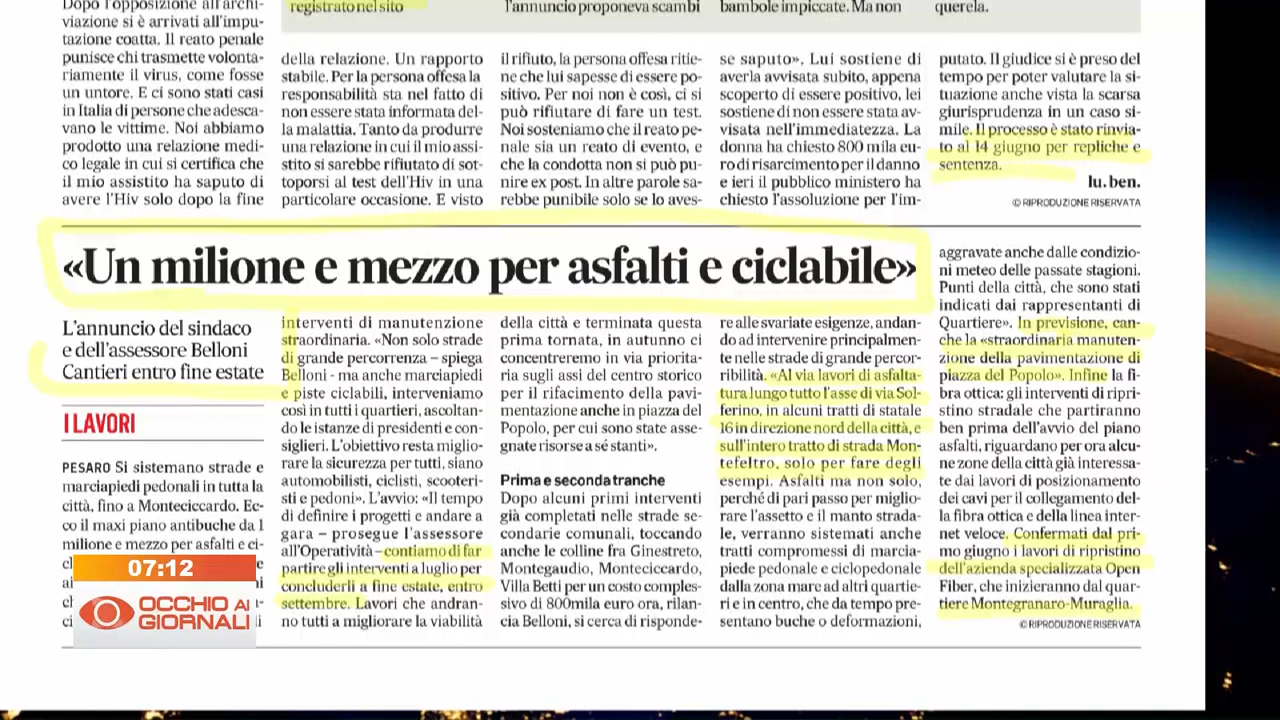 Dopo l'opposizione all'archi-
viazione si è arrivati all'impu-
tazione coatta. Il reato penale
punisce chi trasmette volonta-
riamente il virus, come fosse
un untore. E ci sono stati casi
in Italia di persone che adesca-
vano le vittime. Noi abbiamo
prodotto una relazione medi-
co legale in cui si certifica che
il mio assistito ha saputo di
avere l'Hiv solo dopo la fine
registrato nel sito
l'annuncio proponeva scambi
bambole impiccate. Ma non
querela.
della relazione. Un rapporto
stabile. Per la persona offesa la
responsabilità sta nel fatto di
non essere stata informata del-
la malattia. Tanto da produrre
una relazione in cui il mio assi-
stito si sarebbe rifiutato di sot-
toporsi al test dell'Hiv in una
particolare occasione. E visto
il rifiuto, la persona offesa ritie-
ne che lui sapesse di essere po-
sitivo. Per noi non è così, ci si
può rifiutare di fare un test.
Noi sosteniamo che il reato pe-
nale sia un reato di evento, e
che la condotta non si può pu-
nire ex post. In altre parole sa-
rebbe punibile solo se lo aves-
se saputo». Lui sostiene di
averla avvisata subito, appena
scoperto di essere positivo, lei
sostiene di non essere stata av-
visata nell'immediatezza. La
donna ha chiesto 800 mila eu-
ro di risarcimento per il danno
e ieri il pubblico ministero ha
chiesto l'assoluzione per l'im-
putato. Il giudice si è preso del
tempo per poter valutare la si-
tuazione anche vista la scarsa
giurisprudenza in un caso si-
mile. Il processo è stato rinvia-
to al 14 giugno per repliche e
sentenza.
lu. ben.
© RIPRODUZIONE RISERVATA
«Un milione e mezzo per asfalti e ciclabile»
L'annuncio del sindaco
e dell'assessore Belloni
Cantieri entro fine estate
I LAVORI
PESARO Si sistemano strade e
marciapiedi pedonali in tutta la
città, fino a Monteciccardo. Ec-
co il maxi piano antibuche da 1
milione e mezzo per asfalti e ci-
interventi di manutenzione
straordinaria. «Non solo strade
di grande percorrenza – spiega
Belloni - ma anche marciapiedi
e piste ciclabili, interveniamo
così in tutti i quartieri, ascoltan-
do le istanze di presidenti e con-
siglieri. L'obiettivo resta miglio-
rare la sicurezza per tutti, siano
automobilisti, ciclisti, scooteri-
sti e pedoni». L'avvio: «Il tempo
di definire i progetti e andare a
gara – prosegue l'assessore
all'Operatività – contiamo di far
partire gli interventi a luglio per
concluderli a fine estate, entro
settembre. Lavori che andran-
no tutti a migliorare la viabilità
della città e terminata questa
prima tornata, in autunno ci
concentreremo in via priorita-
ria sugli assi del centro storico
per il rifacimento della pavi-
mentazione anche in piazza del
Popolo, per cui sono state asse-
gnate risorse a sé stanti».
Prima e seconda tranche
Dopo alcuni primi interventi
già completati nelle strade se-
condarie comunali, toccando
anche le colline fra Ginestreto,
Montegaudio, Monteciccardo,
Villa Betti per un costo comples-
sivo di 800mila euro ora, rilan-
cia Belloni, si cerca di risponde-
re alle svariate esigenze, andan-
do ad intervenire principalmen-
te nelle strade di grande percor-
ribilità. «Al via lavori di asfalta-
tura lungo tutto l'asse di via Sol-
ferino, in alcuni tratti di statale
16 in direzione nord della città, e
sull'intero tratto di strada Mon-
tefeltro, solo per fare degli
esempi. Asfalti ma non solo,
perché di pari passo per miglio-
rare l'assetto e il manto strada-
le, verranno sistemati anche
tratti compromessi di marcia-
piede pedonale e ciclopedonale
dalla zona mare ad altri quartie-
ri e in centro, che da tempo pre-
sentano buche o deformazioni,
aggravate anche dalle condizio-
ni meteo delle passate stagioni.
Punti della città, che sono stati
indicati dai rappresentanti di
Quartiere». In previsione, can-
che la «straordinaria manuten-
zione della pavimentazione di
piazza del Popolo». Infine la fi-
bra ottica: gli interventi di ripri-
stino stradale che partiranno
ben prima dell'avvio del piano
asfalti, riguardano per ora alcu-
ne zone della città già interessa-
te dai lavori di posizionamento
dei cavi per il collegamento del-
la fibra ottica e della linea inter-
net veloce. Confermati dal pri-
mo giugno i lavori di ripristino
dell'azienda specializzata Open
Fiber, che inizieranno dal quar-
tiere Montegranaro-Muraglia.
© RIPRODUZIONE RISERVATA
07:12
OCCHIO AI
GIORNALI